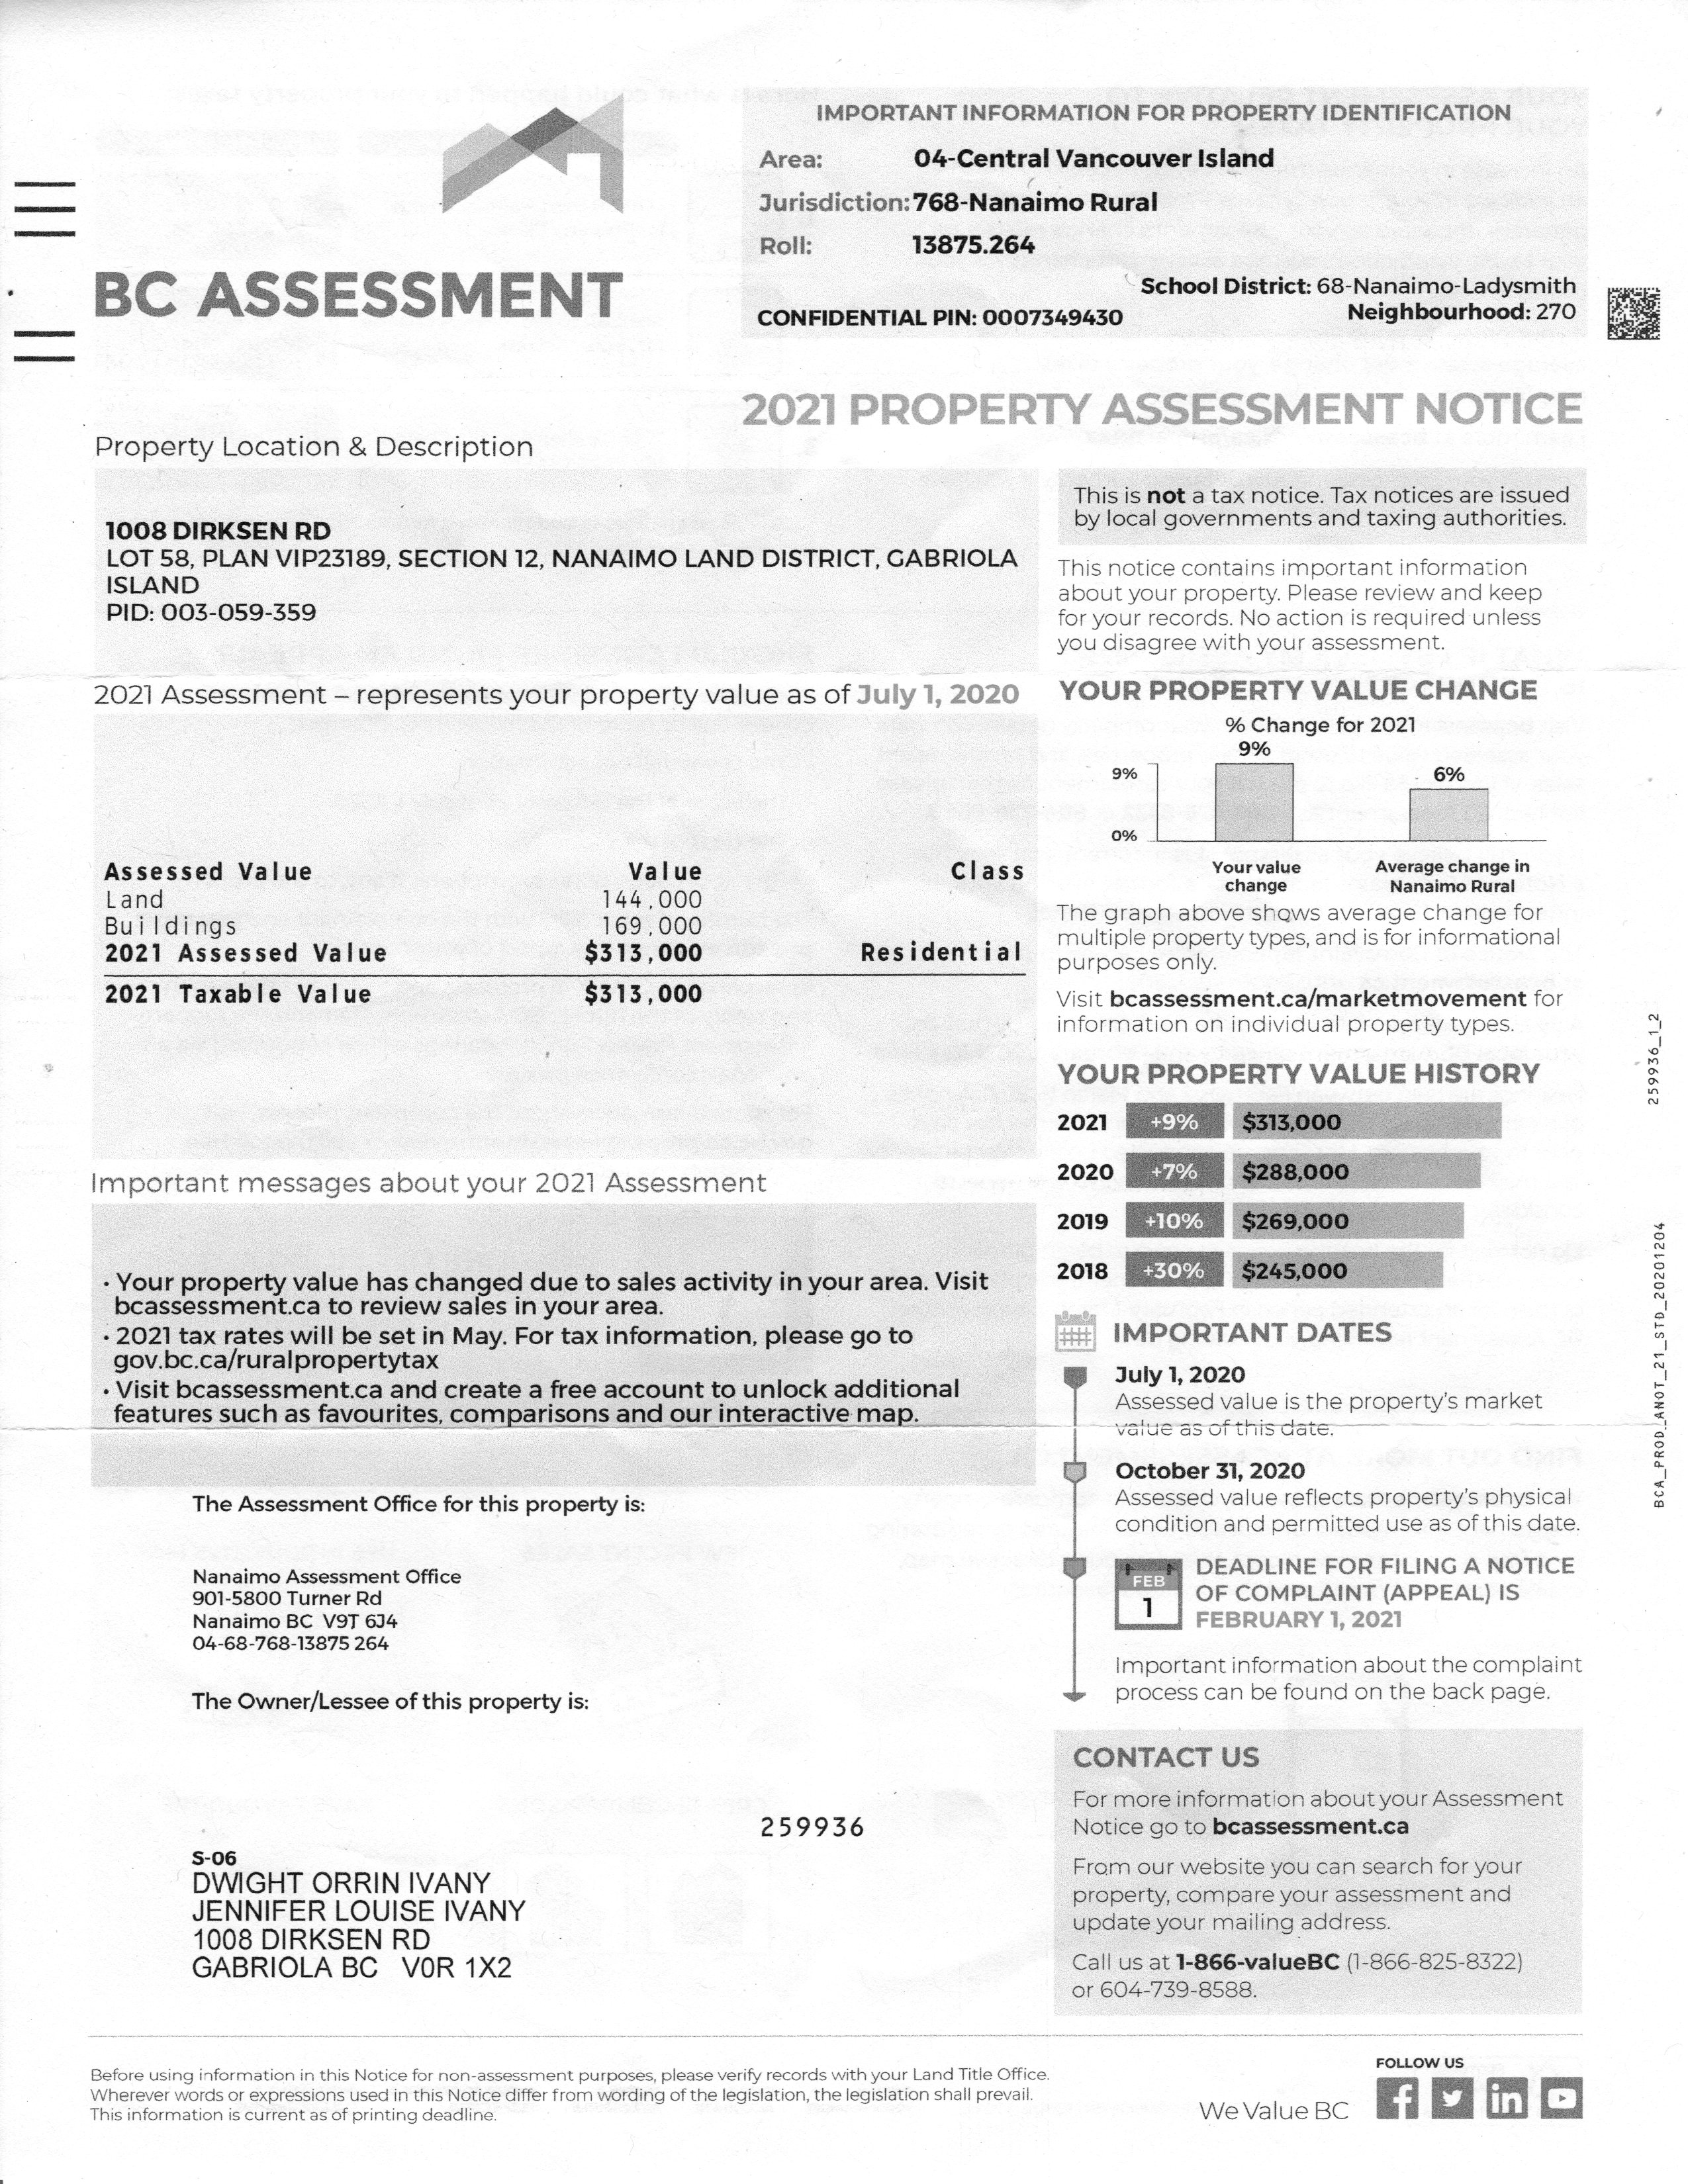 BC ASSESSMENT
IMPORTANT INFORMATION FOR PROPERTY IDENTIFICATION
Area: 04-Central Vancouver Island
Jurisdiction: 768-Nanaimo Rural
Roll: 13875.264
School District: 68-Nanaimo-Ladysmith
Neighbourhood: 270
CONFIDENTIAL PIN: 0007349430
2021 PROPERTY ASSESSMENT NOTICE
Property Location & Description
1008 DIRKSEN RD
LOT 58, PLAN VIP23189, SECTION 12, NANAIMO LAND DISTRICT, GABRIOLA
ISLAND
PID: 003-059-359
2021 Assessment – represents your property value as of July 1, 2020
Assessed Value Value Class
Land 144,000
Buildings 169,000
2021 Assessed Value $313,000 Residential
2021 Taxable Value $313,000
Important messages about your 2021 Assessment
· Your property value has changed due to sales activity in your area. Visit
bcassessment.ca to review sales in your area.
· 2021 tax rates will be set in May. For tax information, please go to
gov.bc.ca/ruralpropertytax
· Visit bcassessment.ca and create a free account to unlock additional
features such as favourites, comparisons and our interactive map.
The Assessment Office for this property is:
Nanaimo Assessment Office
901-5800 Turner Rd
Nanaimo BC V9T 6J4
04-68-768-13875 264
The Owner/Lessee of this property is:
259936
S-06
DWIGHT ORRIN IVANY
JENNIFER LOUISE IVANY
1008 DIRKSEN RD
GABRIOLA BC V0R 1X2
This is not a tax notice. Tax notices are issued
by local governments and taxing authorities.
This notice contains important information
about your property. Please review and keep
for your records. No action is required unless
you disagree with your assessment.
YOUR PROPERTY VALUE CHANGE
% Change for 2021
9%
9%
6%
0%
Your value
change
Average change in
Nanaimo Rural
The graph above shows average change for
multiple property types, and is for informational
purposes only.
Visit bcassessment.ca/marketmovement for
information on individual property types.
YOUR PROPERTY VALUE HISTORY
2021 +9% $313,000
2020 +7% $288,000
2019 +10% $269,000
2018 +30% $245,000
IMPORTANT DATES
July 1, 2020
Assessed value is the property's market
value as of this date.
October 31, 2020
Assessed value reflects property's physical
condition and permitted use as of this date.
FEB
1
DEADLINE FOR FILING A NOTICE
OF COMPLAINT (APPEAL) IS
FEBRUARY 1, 2021
Important information about the complaint
process can be found on the back page.
CONTACT US
For more information about your Assessment
Notice go to bcassessment.ca
From our website you can search for your
property, compare your assessment and
update your mailing address.
Call us at 1-866-valueBC (1-866-825-8322)
or 604-739-8588.
259936_1_2
BCA_PROD_ANOT_21_STD_20201204
Before using information in this Notice for non-assessment purposes, please verify records with your Land Title Office.
Wherever words or expressions used in this Notice differ from wording of the legislation, the legislation shall prevail.
This information is current as of printing deadline.
We Value BC
FOLLOW US